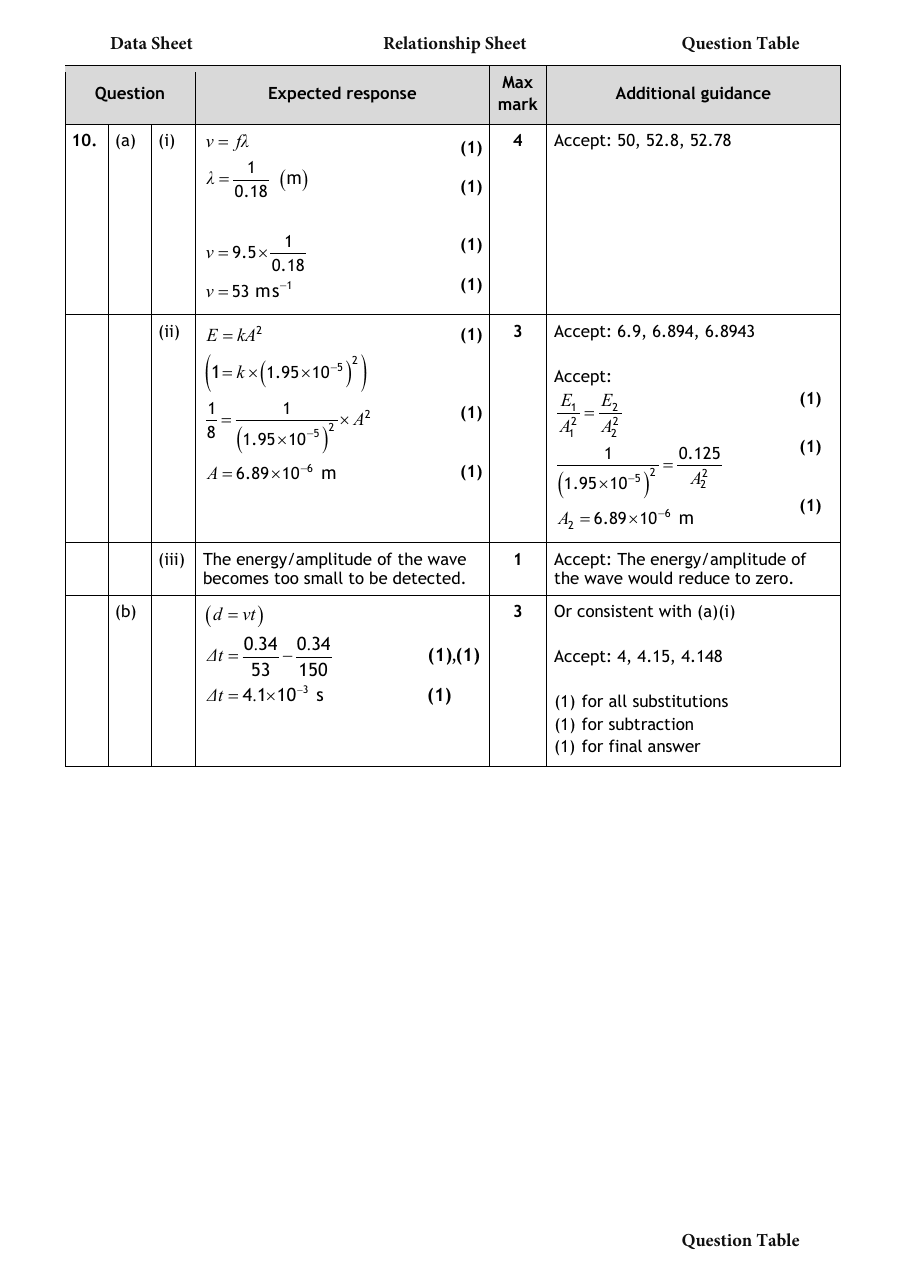 Data Sheet Relationship Sheet Question Table
Question Expected response Max mark Additional guidance
10. (a) (i) v = fλ (1) 4 Accept: 50, 52.8, 52.78
λ = 1/0.18 (m) (1)
v = 9.5 × 1/0.18 (1)
v = 53 ms⁻¹ (1)
(ii) E = kA² (1) 3 Accept: 6.9, 6.894, 6.8943
(1 = k × (1.95×10⁻⁵)²)
1/8 = 1/(1.95×10⁻⁵)² × A² (1)
A = 6.89×10⁻⁶ m (1)
Accept:
E₁/A₁² = E₂/A₂² (1)
1/(1.95×10⁻⁵)² = 0.125/A₂² (1)
A₂ = 6.89×10⁻⁶ m (1)
(iii) The energy/amplitude of the wave 1 Accept: The energy/amplitude of
becomes too small to be detected. the wave would reduce to zero.
(b) (d = vt) 3 Or consistent with (a)(i)
Δt = 0.34/53 − 0.34/150 (1),(1)
Δt = 4.1×10⁻³ s (1)
Accept: 4, 4.15, 4.148
(1) for all substitutions
(1) for subtraction
(1) for final answer
Question Table